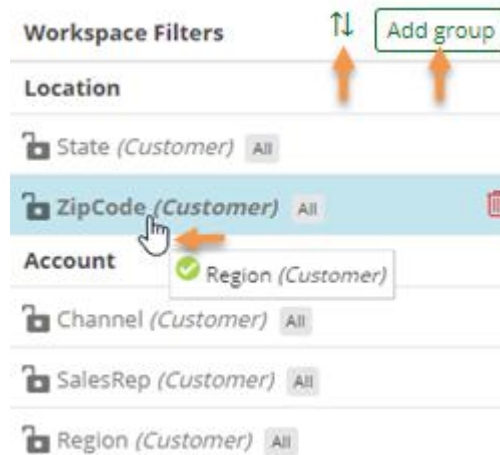 Workspace Filters Add group
Location
State (Customer) All
ZipCode (Customer) All
Account
Region (Customer)
Channel (Customer) All
SalesRep (Customer) All
Region (Customer) All